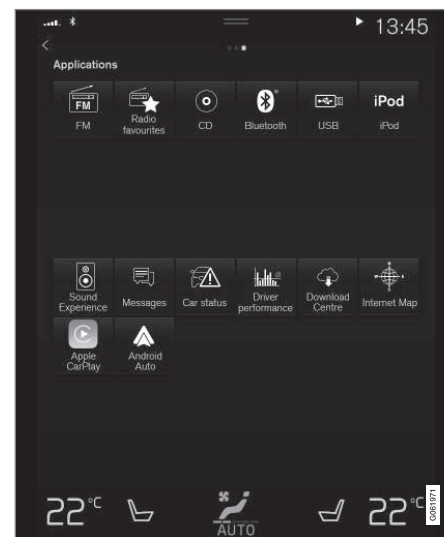 13:45
Applications
FM
iPod
FM
Radio
favourites
CD
Bluetooth
USB
iPod
Sound
Experience
Messages
Car status
Driver
performance
Download
Centre
Internet Map
Apple
CarPlay
Android
Auto
22°C
AUTO
22°C
G061971